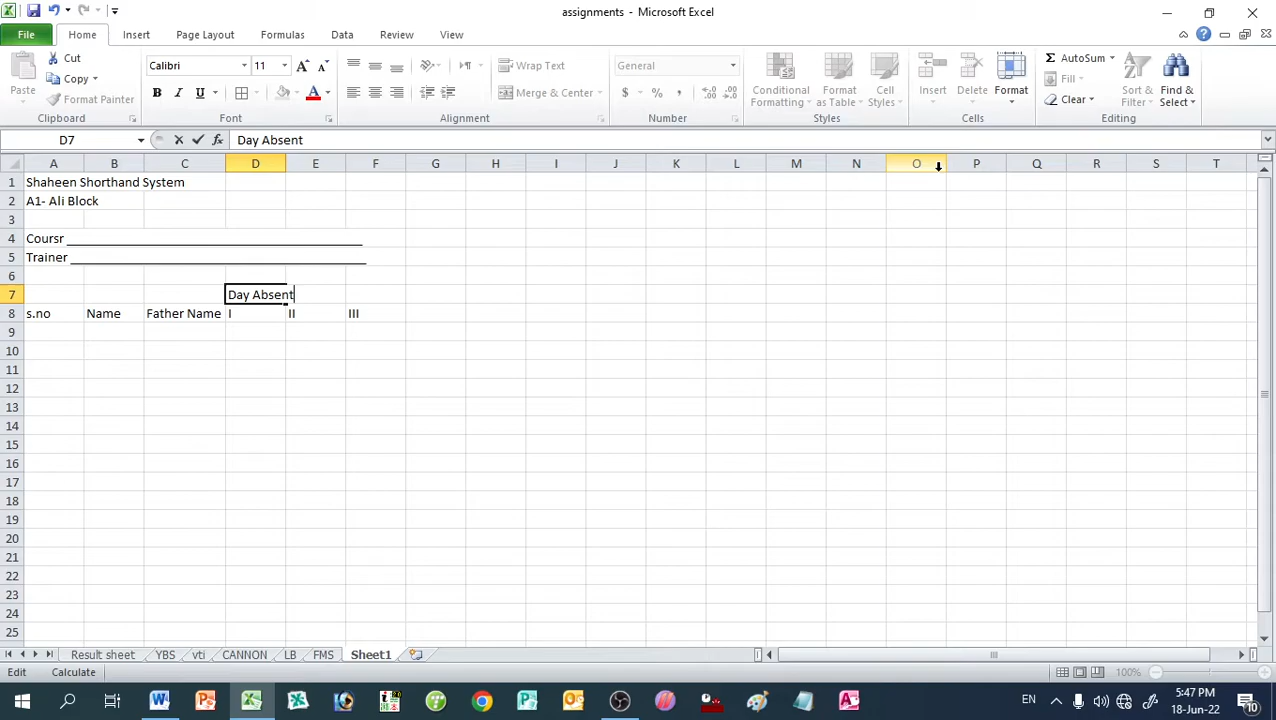 assignments - Microsoft Excel
File Home Insert Page Layout Formulas Data Review View
Cut
Copy
Format Painter
Paste
Clipboard
Calibri 11
B I U
Font
Wrap Text
Merge & Center
Alignment
General
$ % ,
Number
Conditional Formatting
Format as Table
Cell Styles
Styles
Insert Delete Format
Cells
AutoSum
Fill
Clear
Sort & Filter
Find & Select
Editing
D7 fx Day Absent
A B C D E F G H I J K L M N O P Q R S T
1 Shaheen Shorthand System
2 A1- Ali Block
3
4 Coursr ________________________________________
5 Trainer ________________________________________
6
7 Day Absent
8 s.no Name Father Name I II III
9
10
11
12
13
14
15
16
17
18
19
20
21
22
23
24
25
Result sheet YBS vti CANNON LB FMS Sheet1
Edit Calculate 100%
EN 5:47 PM
18-Jun-22 10